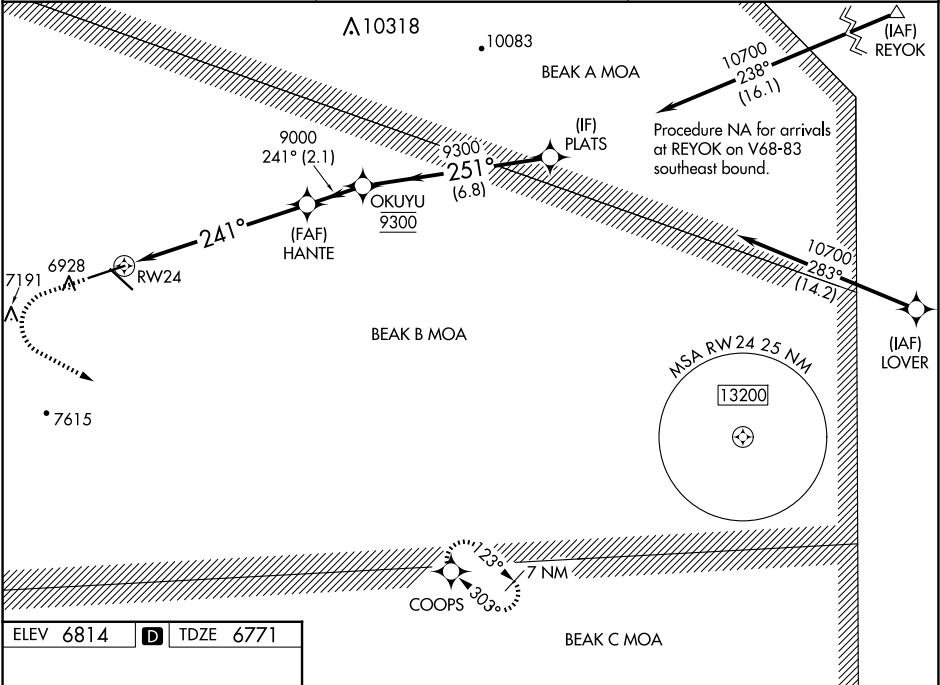 10318
10083
BEAK A MOA
(IAF)
REYOK
10700
238°
(16.1)
Procedure NA for arrivals
at REYOK on V68-83
southeast bound.
(IF)
PLATS
9300
251°
(6.8)
9000
241° (2.1)
OKUYU
9300
(FAF)
HANTE
241°
RW24
6928
7191
7615
BEAK B MOA
10700
283°
(14.2)
(IAF)
LOVER
MSA RW 24 25 NM
13200
123°
303°
7 NM
COOPS
BEAK C MOA
ELEV 6814 D TDZE 6771